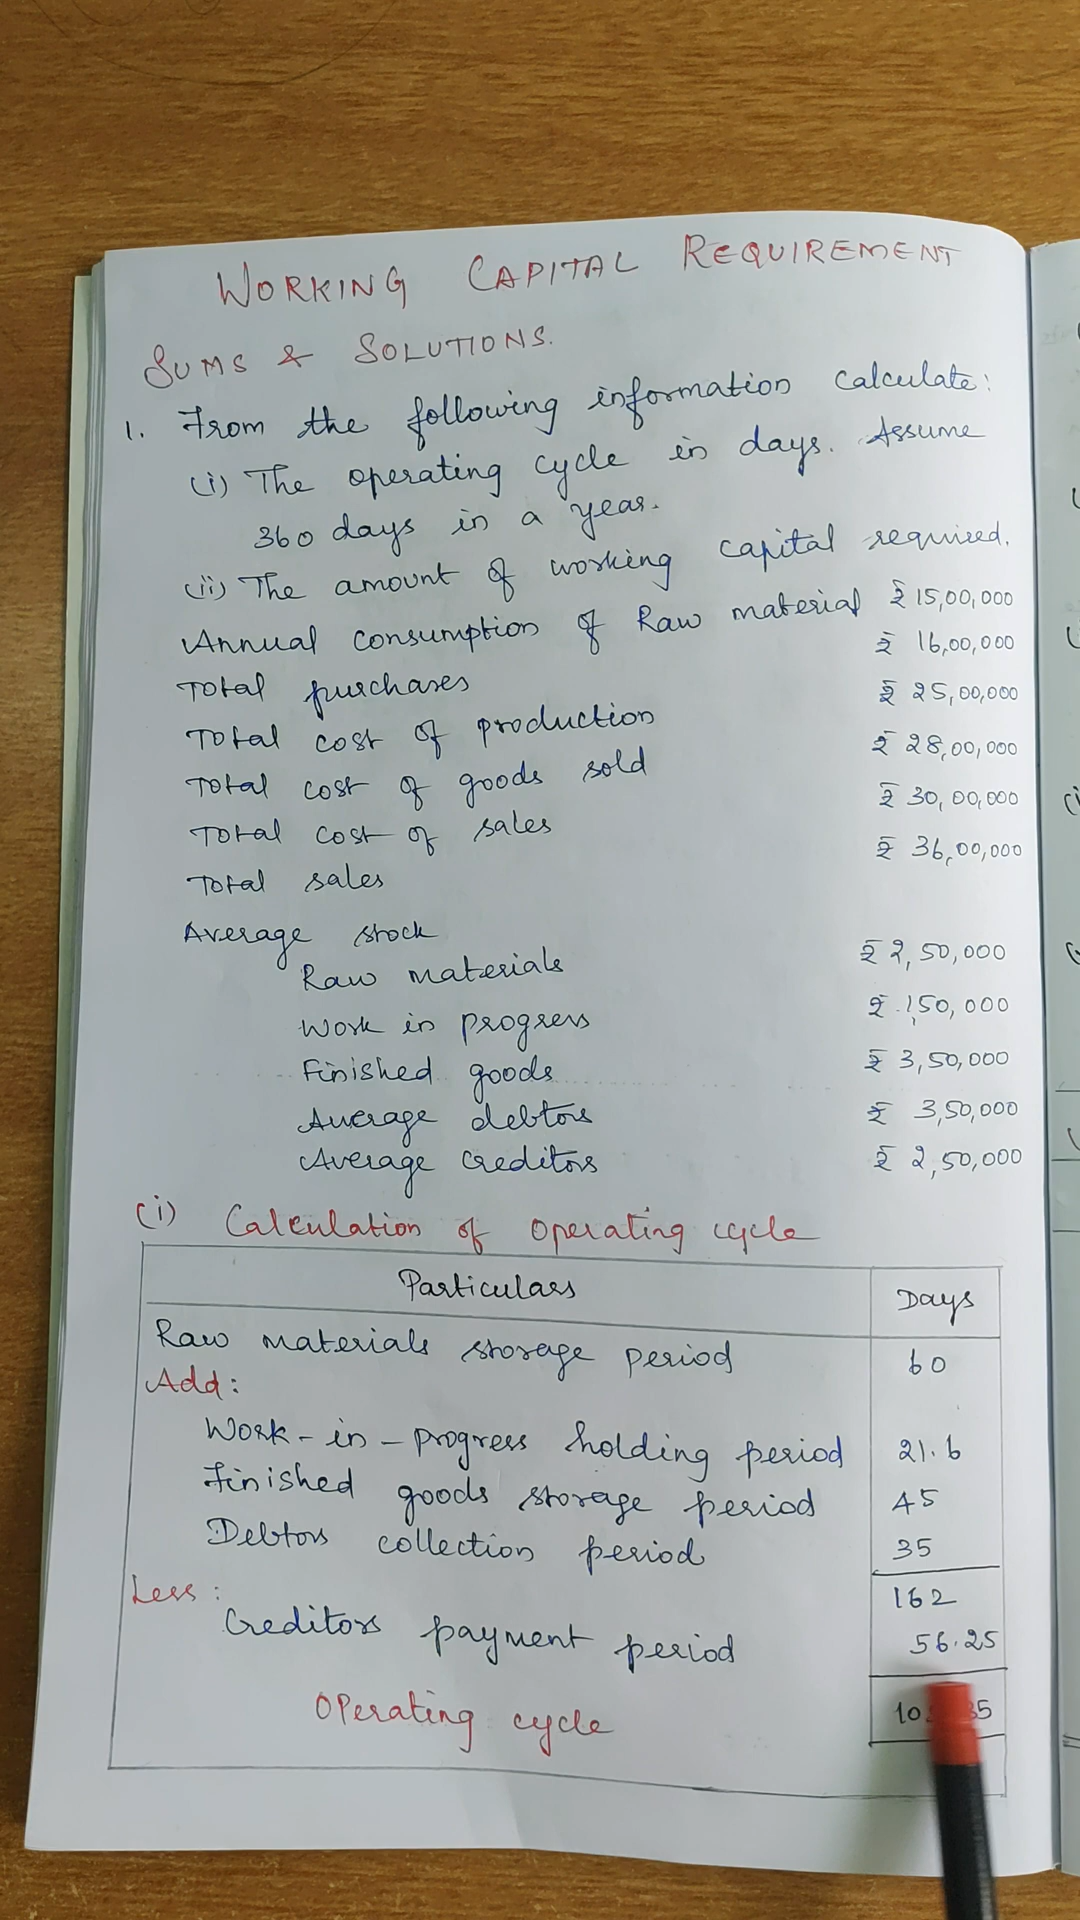 WORKING CAPITAL REQUIREMENT
SUMS & SOLUTIONS.
1. From the following information calculate:
(i) The operating cycle in days. Assume
360 days in a year.
(ii) The amount of working capital required.
Annual consumption of Raw material ₹ 15,00,000
Total purchases ₹ 16,00,000
Total cost of production ₹ 25,00,000
Total cost of goods sold ₹ 28,00,000
Total cost of sales ₹ 30,00,000
Total sales ₹ 36,00,000
Average stock
Raw materials ₹ 2,50,000
Work in progress ₹ 1,50,000
Finished goods ₹ 3,50,000
Average debtors ₹ 3,50,000
Average creditors ₹ 2,50,000
(i) Calculation of operating cycle
Particulars Days
Raw materials storage period 60
Add:
Work-in-progress holding period 21.6
Finished goods storage period 45
Debtors collection period 35
162
Less:
Creditors payment period 56.25
Operating cycle